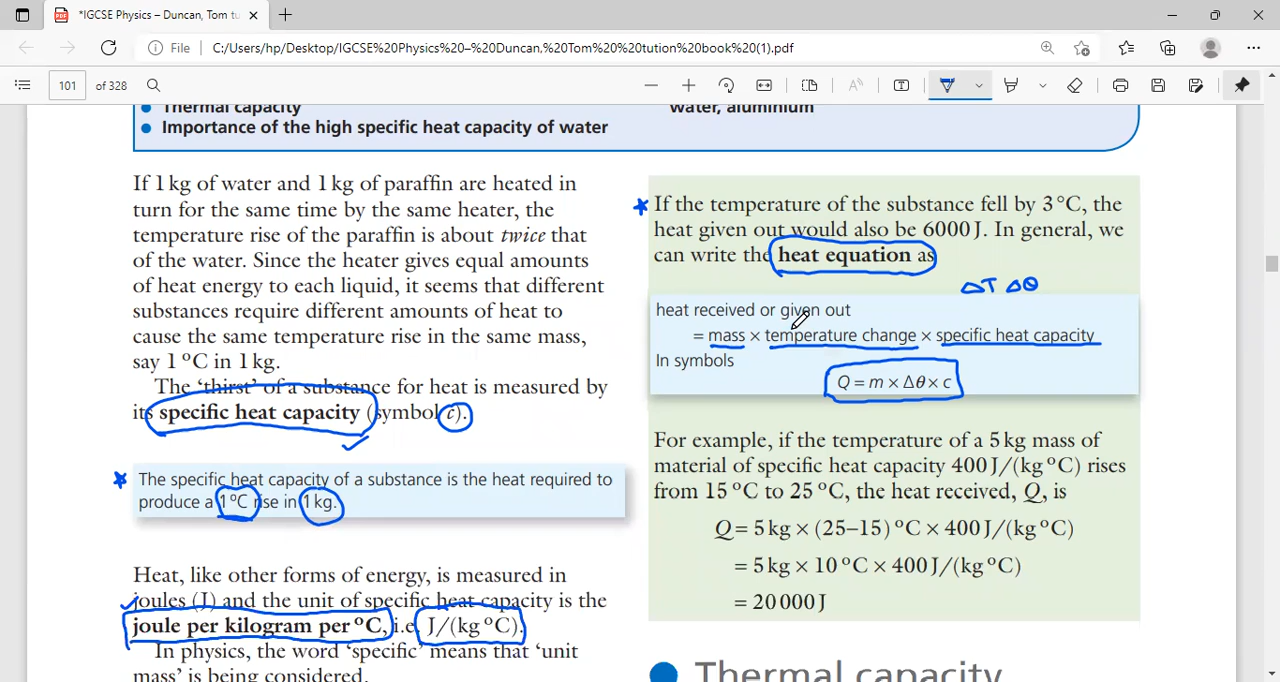 *IGCSE Physics – Duncan, Tom tu
File
C:/Users/hp/Desktop/IGCSE%20Physics%20–%20Duncan,%20Tom%20%20tution%20book%20(1).pdf
101 of 328
Thermal capacity
Importance of the high specific heat capacity of water
water, aluminium
If 1 kg of water and 1 kg of paraffin are heated in
turn for the same time by the same heater, the
temperature rise of the paraffin is about twice that
of the water. Since the heater gives equal amounts
of heat energy to each liquid, it seems that different
substances require different amounts of heat to
cause the same temperature rise in the same mass,
say 1 °C in 1 kg.
The ‘thirst’ of a substance for heat is measured by
its specific heat capacity (symbol c).
The specific heat capacity of a substance is the heat required to
produce a 1 °C rise in 1 kg.
Heat, like other forms of energy, is measured in
joules (J) and the unit of specific heat capacity is the
joule per kilogram per °C, i.e. J/(kg °C).
In physics, the word ‘specific’ means that ‘unit
mass’ is being considered.
If the temperature of the substance fell by 3 °C, the
heat given out would also be 6000 J. In general, we
can write the heat equation as
ΔT Δθ
heat received or given out
= mass × temperature change × specific heat capacity
In symbols
Q = m × Δθ × c
For example, if the temperature of a 5 kg mass of
material of specific heat capacity 400 J/(kg °C) rises
from 15 °C to 25 °C, the heat received, Q, is
Q = 5 kg × (25–15) °C × 400 J/(kg °C)
= 5 kg × 10 °C × 400 J/(kg °C)
= 20 000 J
Thermal capacity